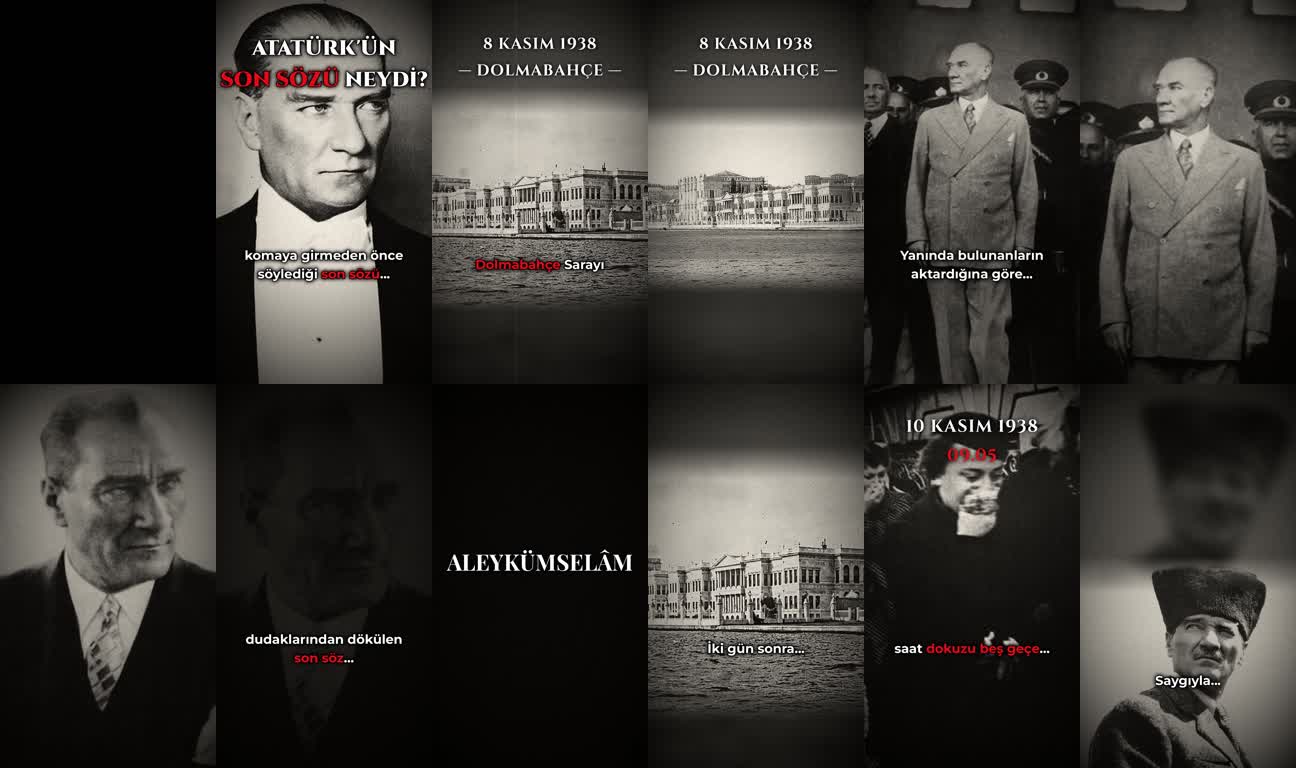 ATATÜRK'ÜN
SON SÖZÜ NEYDİ?
komaya girmeden önce
söylediği son sözü...
8 KASIM 1938
— DOLMABAHÇE —
Dolmabahçe Sarayı
8 KASIM 1938
— DOLMABAHÇE —
Yanında bulunanların
aktardığına göre...
dudaklarından dökülen
son söz...
ALEYKÜMSELÂM
İki gün sonra...
10 KASIM 1938
09.05
saat dokuzu beş geçe...
Saygıyla...